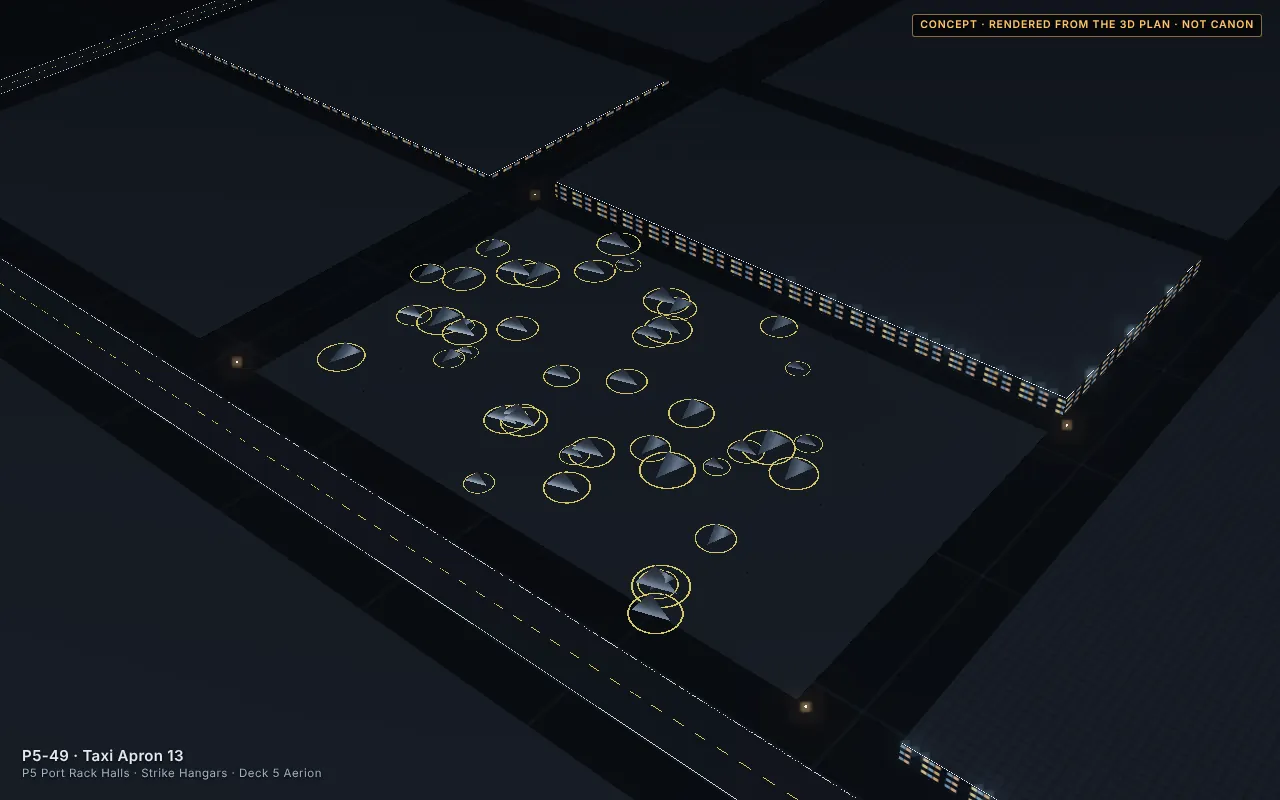 CONCEPT · RENDERED FROM THE 3D PLAN · NOT CANON
P5-49 · Taxi Apron 13
P5 Port Rack Halls · Strike Hangars · Deck 5 Aerion